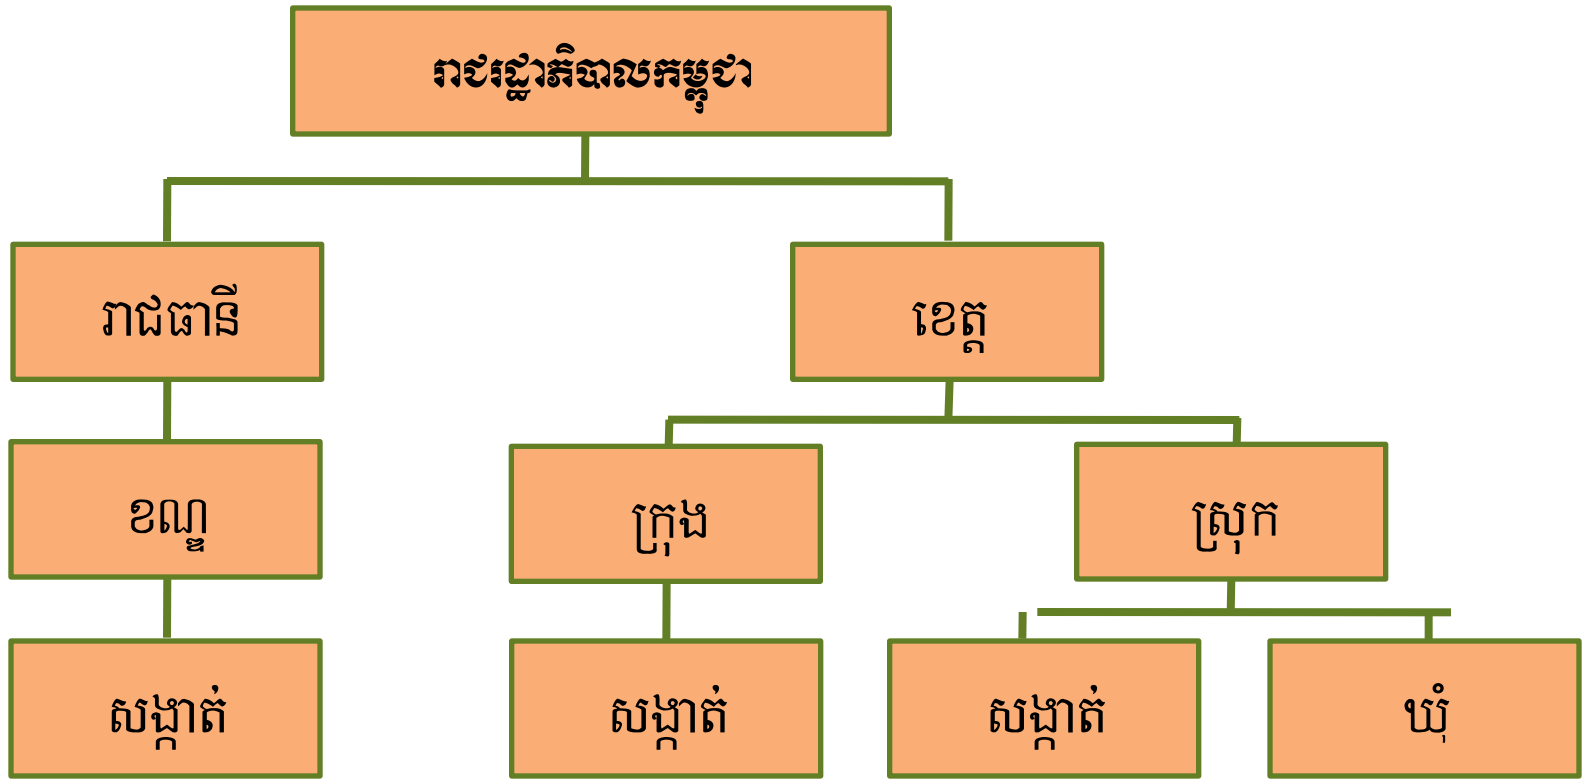 រាជរដ្ឋាភិបាលកម្ពុជា
រាជធានី
ខេត្ត
ខណ្ឌ
ក្រុង
ស្រុក
សង្កាត់
សង្កាត់
សង្កាត់
ឃុំ